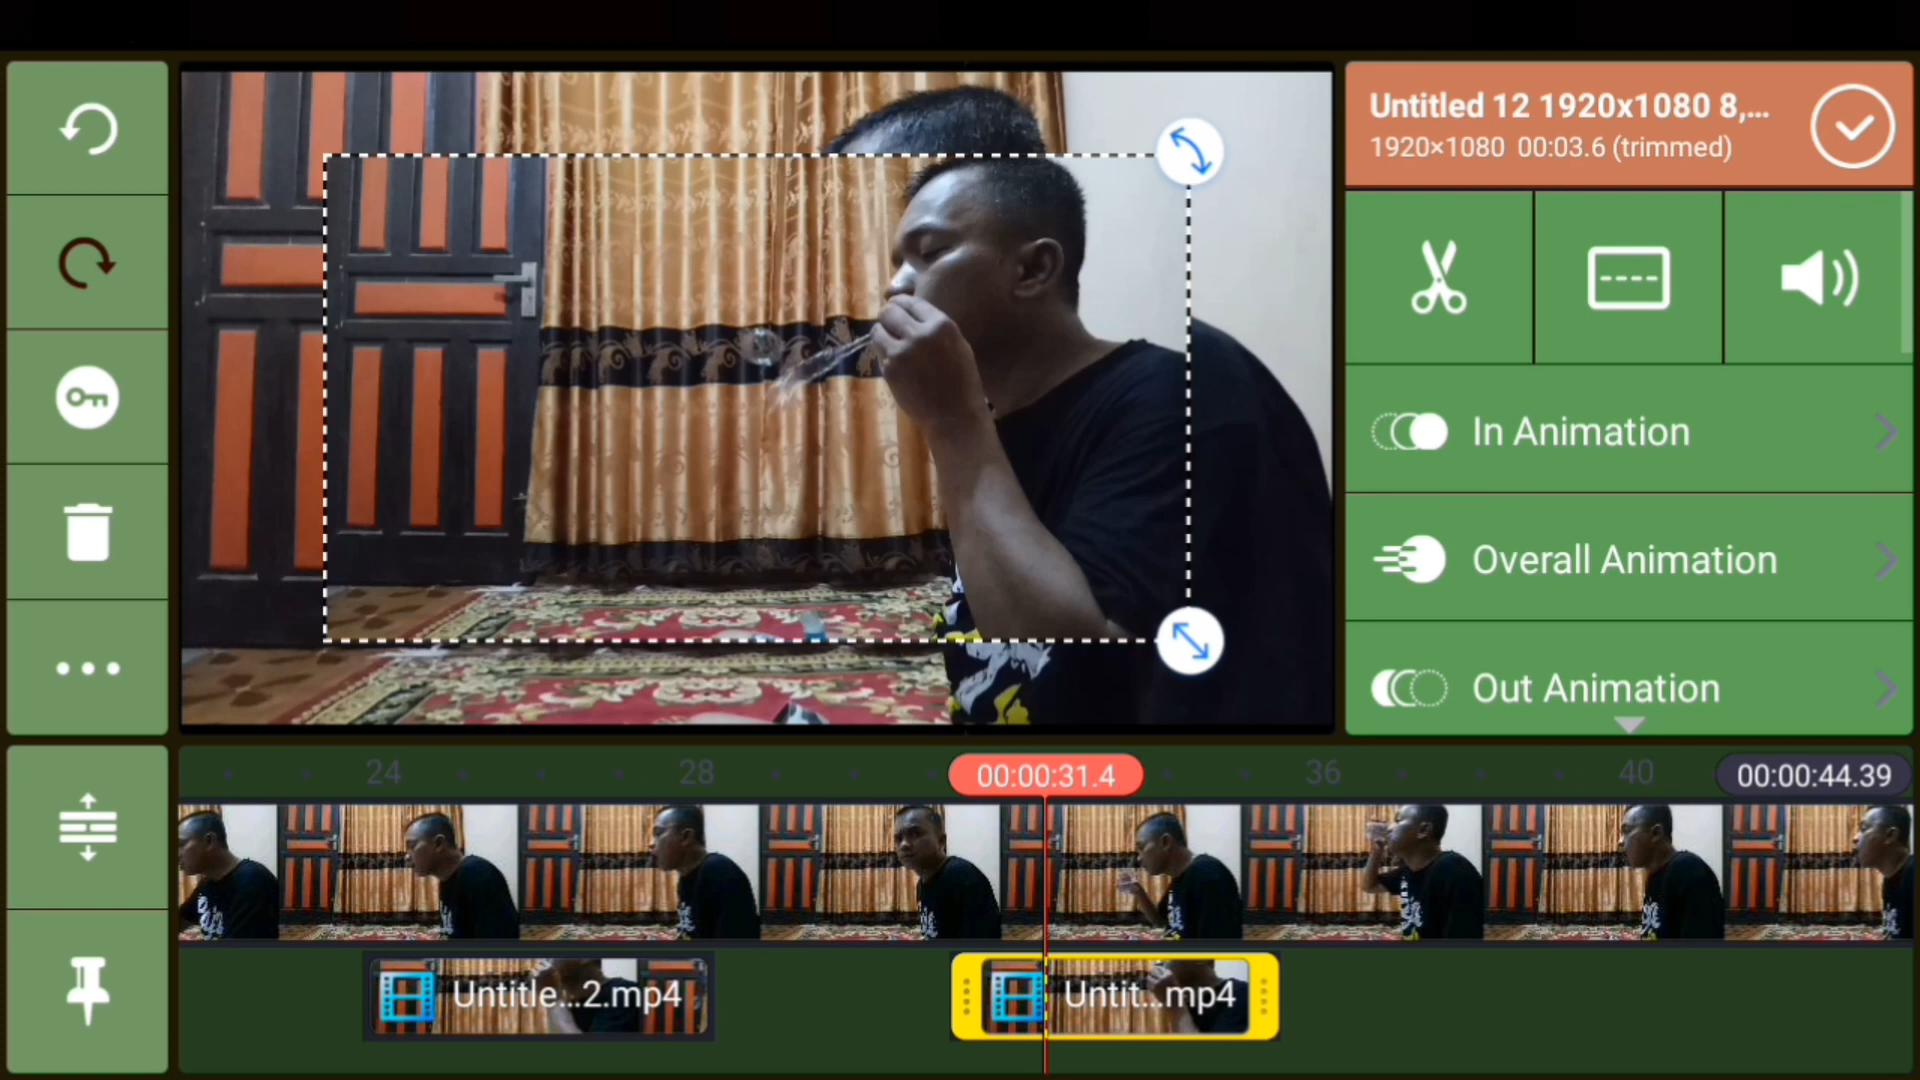 Untitled 12 1920x1080 8,...
1920×1080 00:03.6 (trimmed)
In Animation
Overall Animation
Out Animation
24
28
00:00:31.4
36
40
00:00:44.39
Untitle...2.mp4
Untit...mp4